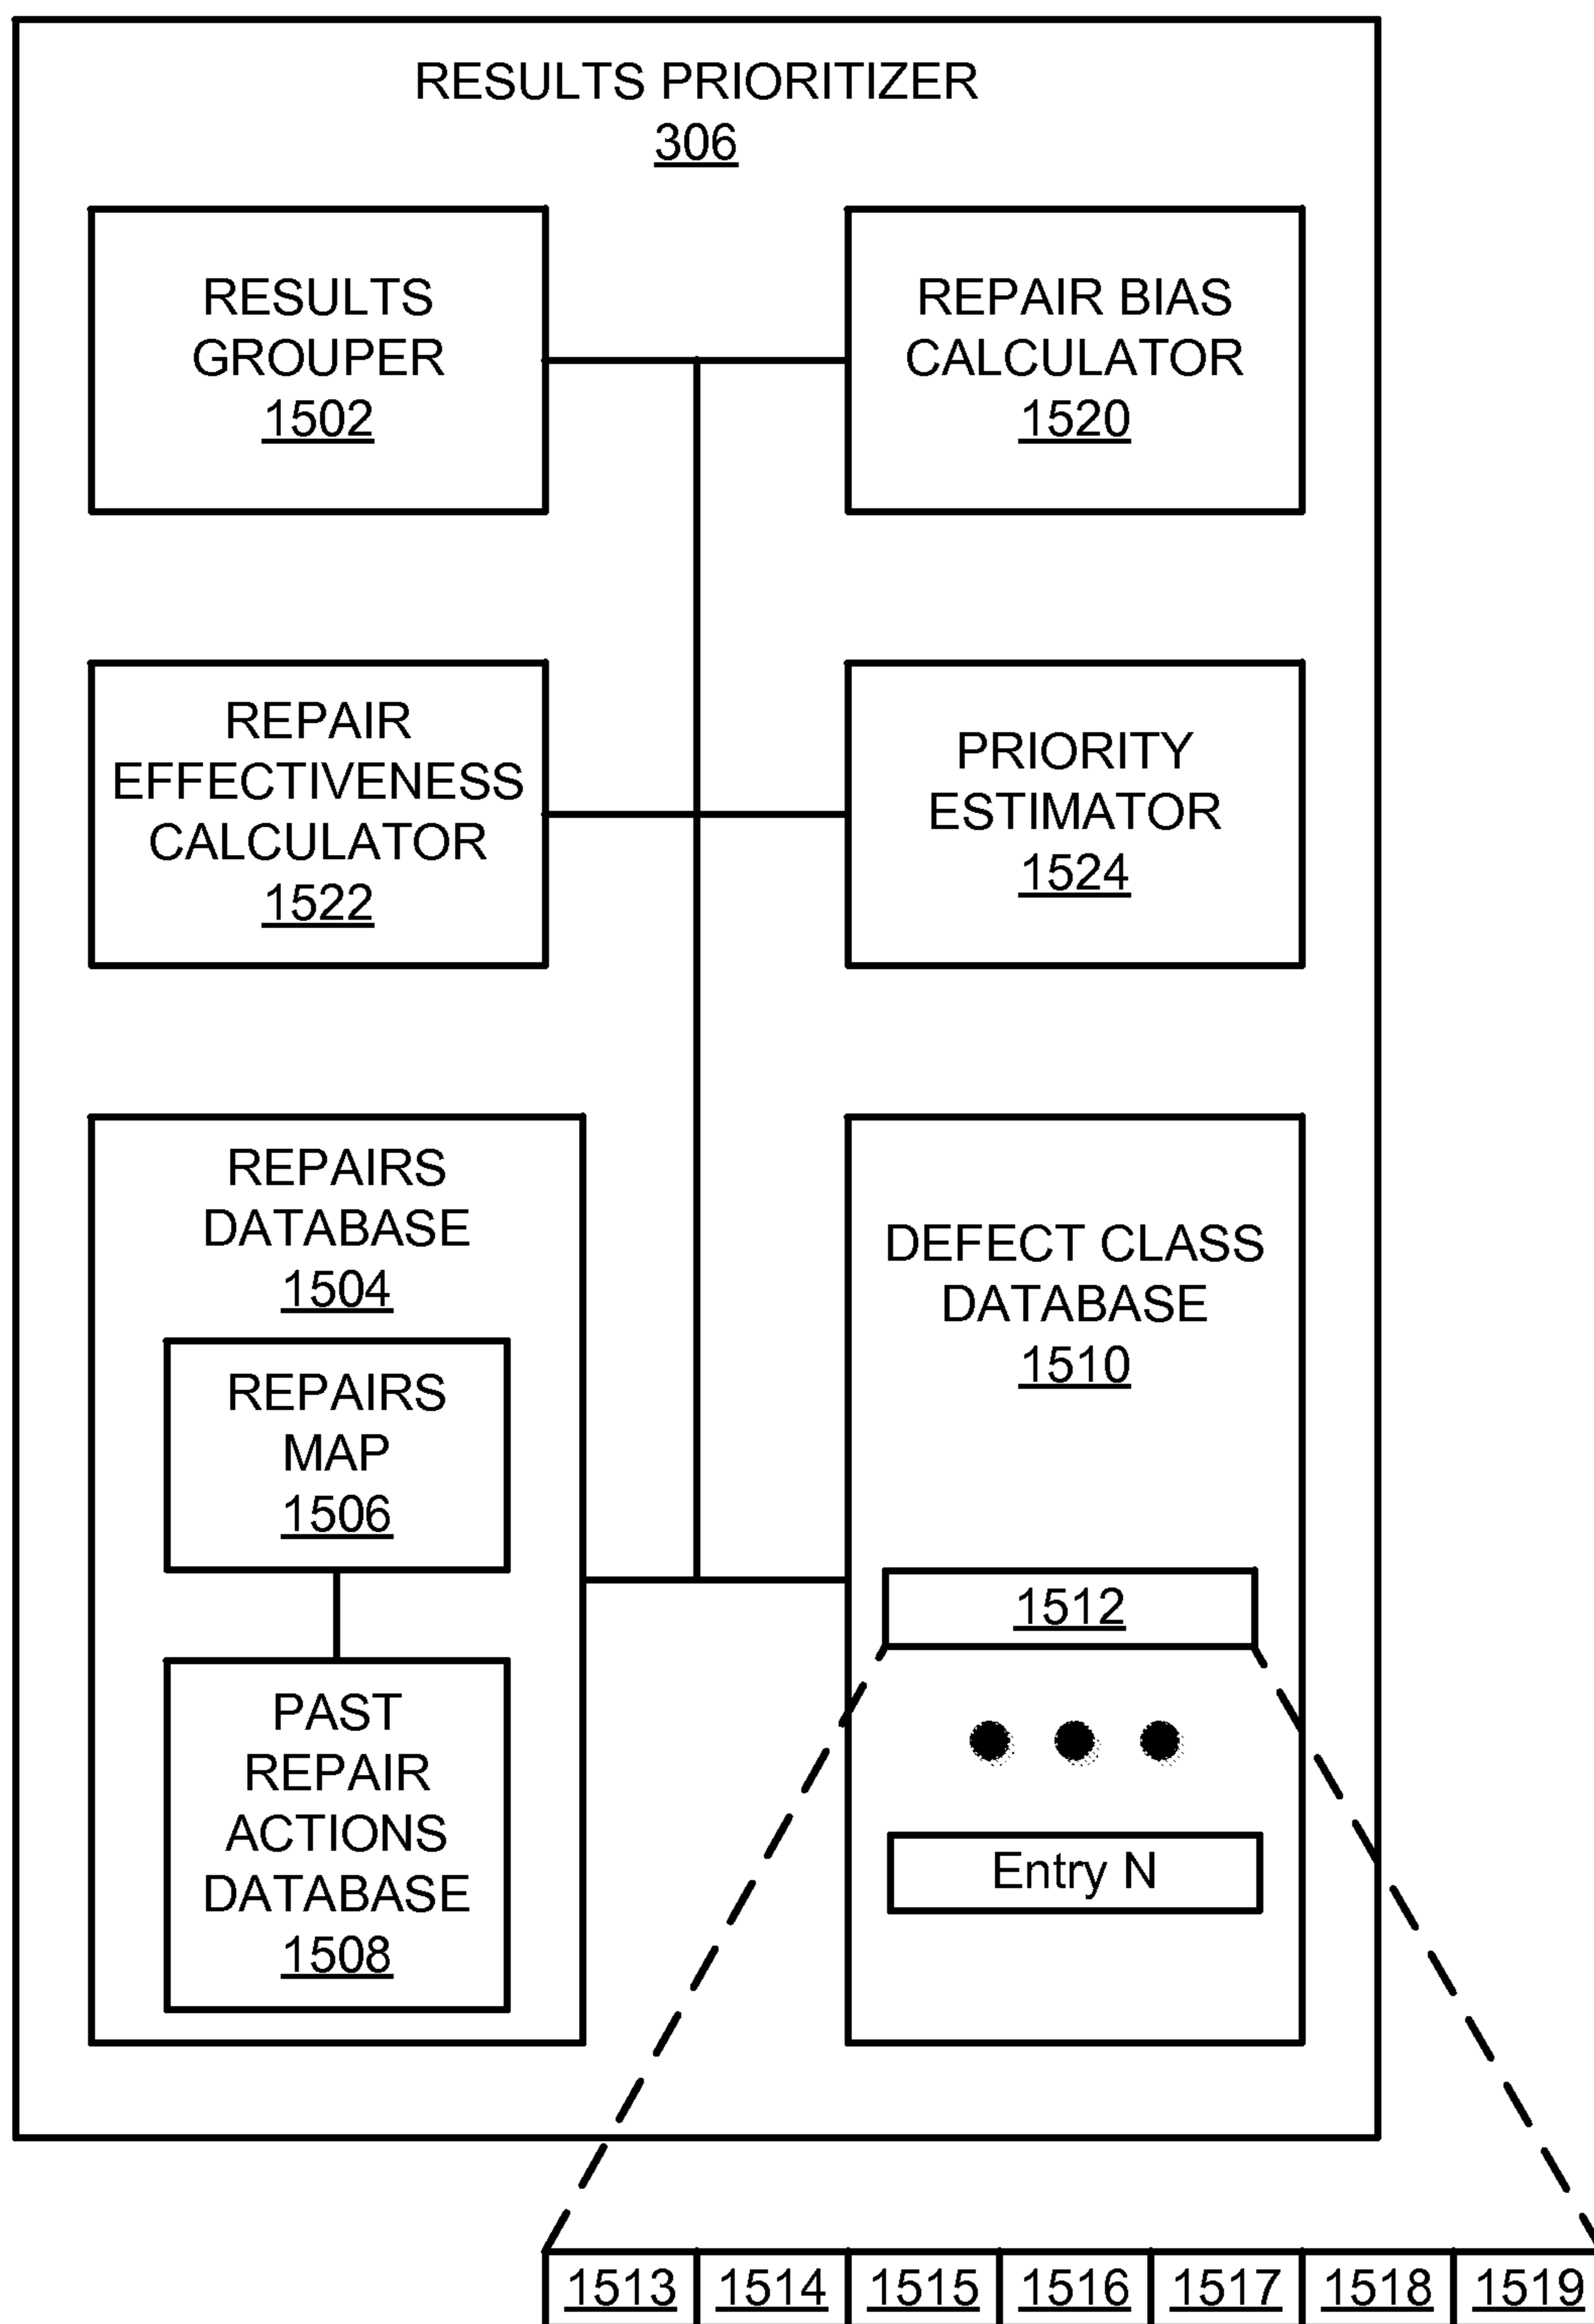 RESULTS PRIORITIZER
306
RESULTS
GROUPER
1502
REPAIR BIAS
CALCULATOR
1520
REPAIR
EFFECTIVENESS
CALCULATOR
1522
PRIORITY
ESTIMATOR
1524
REPAIRS
DATABASE
1504
REPAIRS
MAP
1506
PAST
REPAIR
ACTIONS
DATABASE
1508
DEFECT CLASS
DATABASE
1510
1512
Entry N
1513 1514 1515 1516 1517 1518 1519